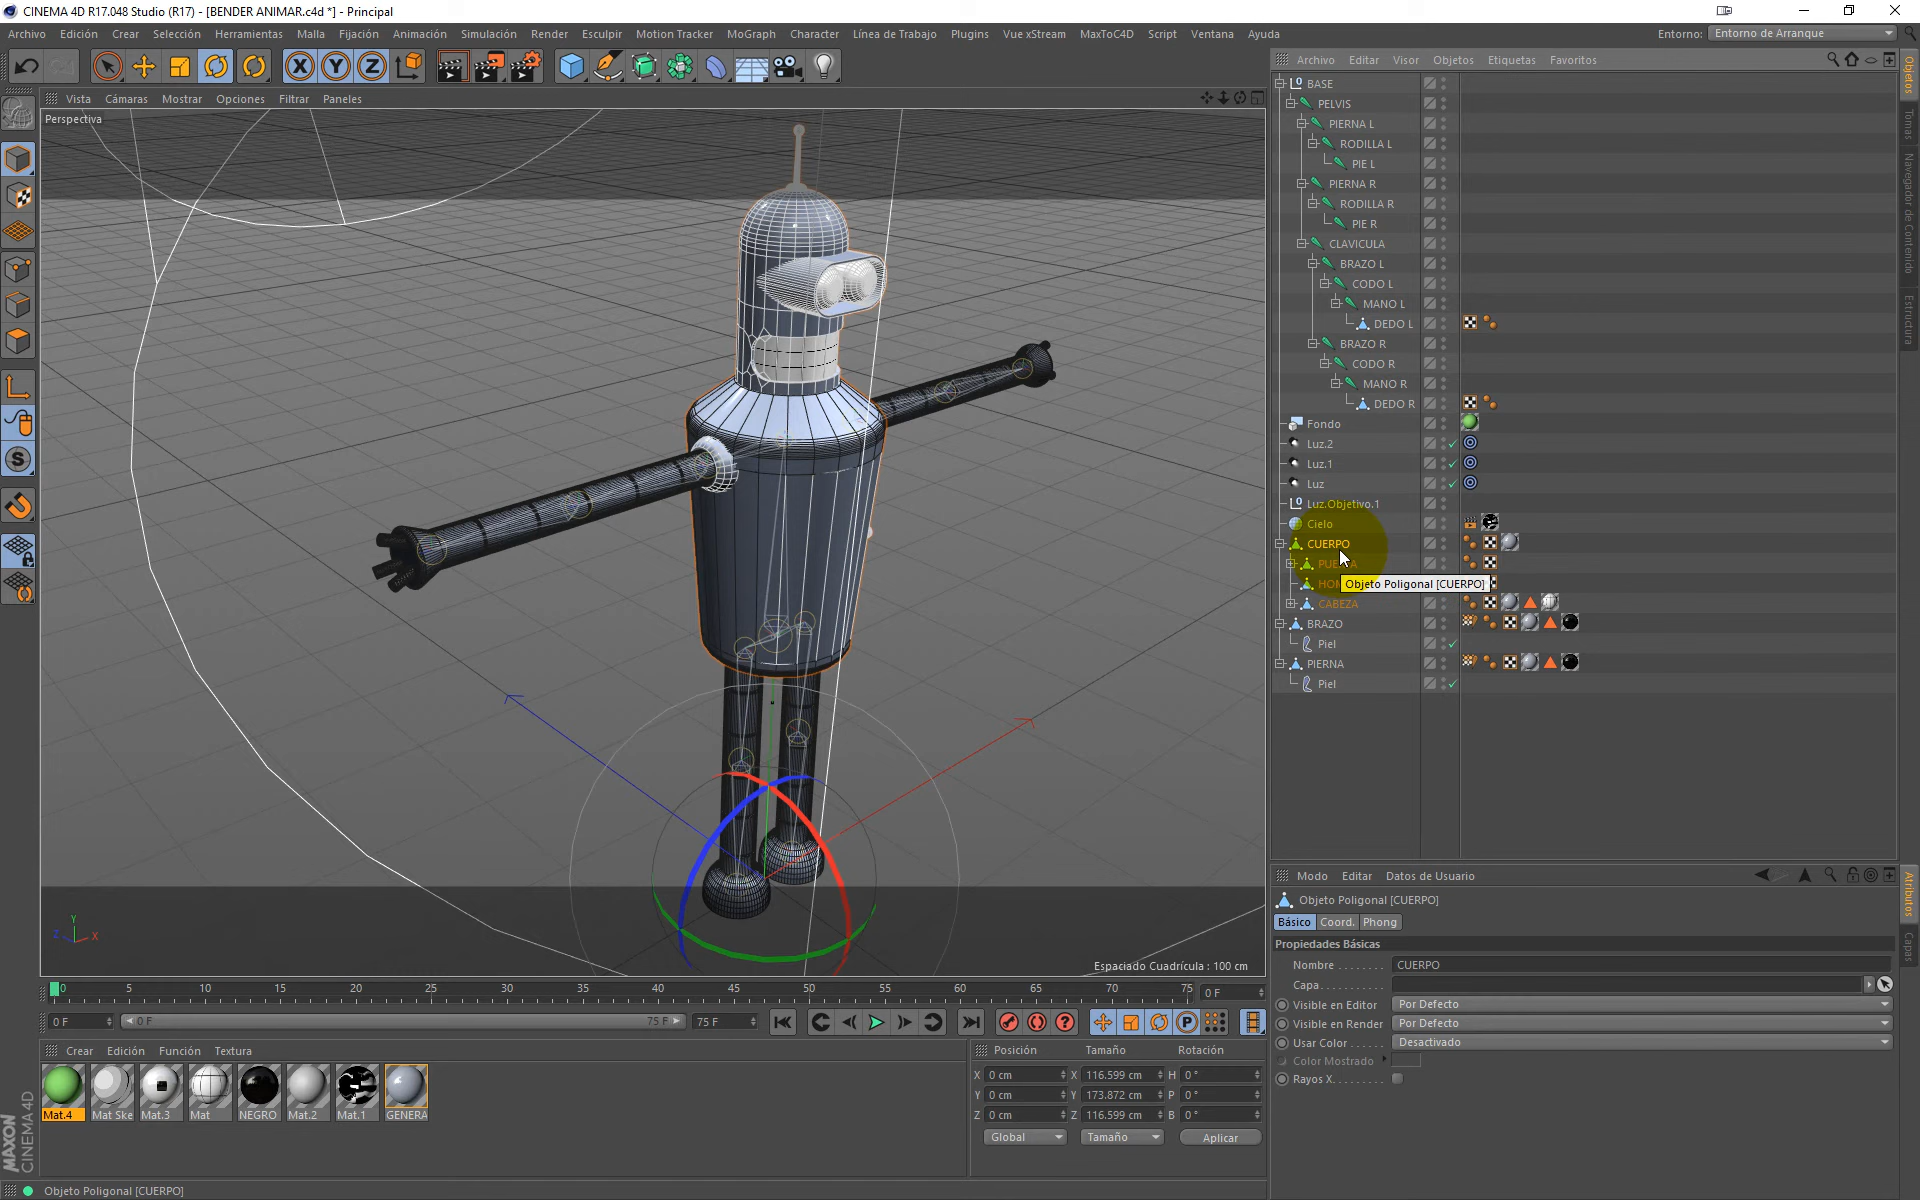 CINEMA 4D R17.048 Studio (R17) - [BENDER ANIMAR.c4d *] - Principal
Archivo Edición Crear Selección Herramientas Malla Fijación Animación Simulación Render Esculpir Motion Tracker MoGraph Character Línea de Trabajo Plugins Vue xStream MaxToC4D Script Ventana Ayuda
Entorno: Entorno de Arranque
Archivo Editar Visor Objetos Etiquetas Favoritos
Vista Cámaras Mostrar Opciones Filtrar Paneles
Perspectiva
BASE
PELVIS
PIERNA L
RODILLA L
PIE L
PIERNA R
RODILLA R
PIE R
CLAVICULA
BRAZO L
CODO L
MANO L
DEDO L
BRAZO R
CODO R
MANO R
DEDO R
Fondo
Luz.2
Luz.1
Luz
Luz.Objetivo.1
Cielo
CUERPO
Objeto Poligonal [CUERPO]
CABEZA
BRAZO
Piel
PIERNA
Piel
Objetos
Tomas
Navegador de Contenido
Estructura
Y
Z X
Espaciado Cuadrícula : 100 cm
0 5 10 15 20 25 30 35 40 45 50 55 60 65 70 75
0 F
0 F
0 F
75 F
75 F
Modo Editar Datos de Usuario
Objeto Poligonal [CUERPO]
Básico Coord. Phong
Propiedades Básicas
Nombre . . . . . . . . CUERPO
Capa. . . . . . . . . . .
Visible en Editor Por Defecto
Visible en Render Por Defecto
Usar Color . . . . . . Desactivado
Color Mostrado
Rayos X. . . . . . . . .
Atributos
Capas
Crear Edición Función Textura
Mat.4 Mat Ske Mat.3 Mat NEGRO Mat.2 Mat.1 GENERA
Posición Tamaño Rotación
X 0 cm X 116.599 cm H 0 °
Y 0 cm Y 173.872 cm P 0 °
Z 0 cm Z 116.599 cm B 0 °
Global Tamaño Aplicar
MAXON
CINEMA 4D
Objeto Poligonal [CUERPO]